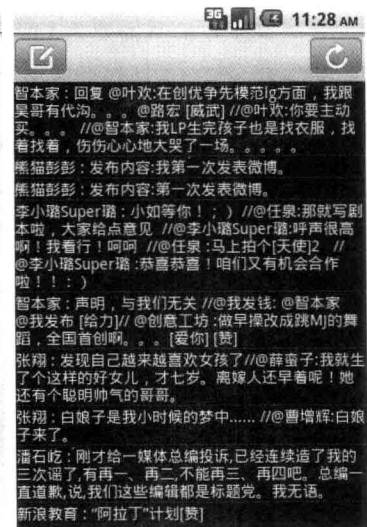 3G 11:28 AM
智本家：回复 @叶欢:在创优争先模范lg方面，我跟
昊哥有代沟。。。@路宏 [威武] //@叶欢:你要主动
买。。。 //@智本家:我LP生完孩子也是找衣服，找
着找着，伤伤心心地大哭了一场。。。。。
熊猫彭彭：发布内容:我第一次发表微博。
熊猫彭彭：发布内容:第一次发表微博。
李小璐Super璐：小如等你！；）//@任泉:那就写剧
本啦，大家给点意见 //@李小璐Super璐:呼声很高
啊！我看行！呵呵 //@任泉:马上拍个[天使]2 //
@李小璐Super璐:恭喜恭喜！咱们又有机会合作
啦！！：）
智本家：声明，与我们无关 //@我发钱: @智本家
@我发布 [给力]// @创意工坊:做早操改成跳MJ的舞
蹈，全国首创啊。。。[爱你] [赞]
张翔：发现自己越来越喜欢女孩了//@薛蛮子:我就生
了个这样的好女儿，才七岁。离嫁人还早着呢！她
还有个聪明帅气的哥哥。
张翔：白娘子是我小时候的梦中...... //@曹增辉:白娘
子来了。
潘石屹：刚才给一媒体总编投诉,已经连续造了我的
三次谣了,有再一、再二,不能再三、再四吧。总编一
直道歉,说,我们这些编辑都是标题党。我无语。
新浪教育：“阿拉丁”计划[赞]